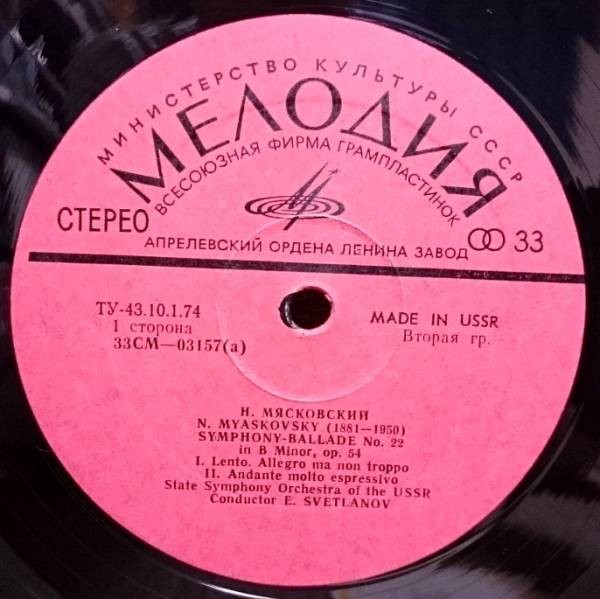 МИНИСТЕРСТВО КУЛЬТУРЫ СССР
МЕЛОДИЯ
ВСЕСОЮЗНАЯ ФИРМА ГРАМПЛАСТИНОК
СТЕРЕО
33
АПРЕЛЕВСКИЙ ОРДЕНА ЛЕНИНА ЗАВОД
ТУ-43.10.1.74
I сторона
33СМ—03157(а)
MADE IN USSR
Вторая гр.
Н. МЯСКОВСКИЙ
N. MYASKOVSKY (1881—1950)
SYMPHONY-BALLADE No. 22
in B Minor, op. 54
I. Lento. Allegro ma non troppo
II. Andante molto espressivo
State Symphony Orchestra of the USSR
Conductor E. SVETLANOV